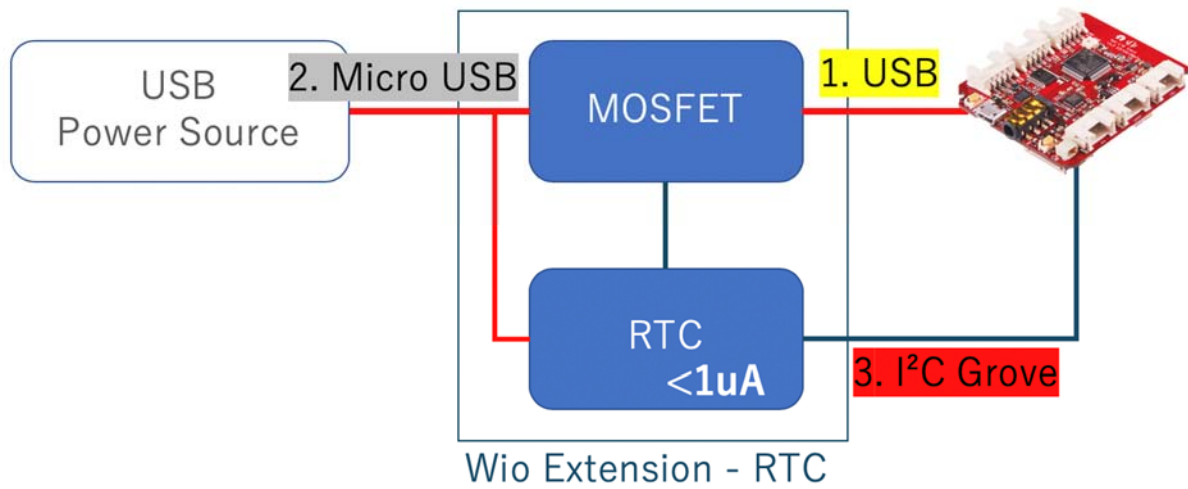 USB
Power Source
2. Micro USB
MOSFET
1. USB
RTC
<1uA
3. I²C Grove
Wio Extension - RTC